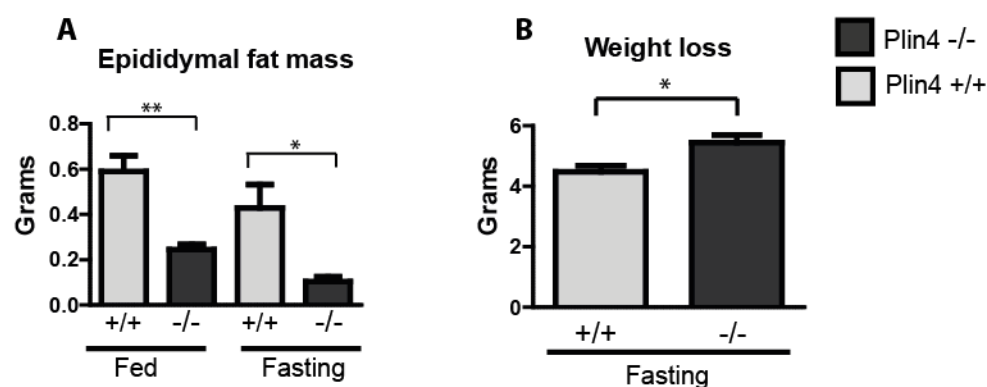 A
Epididymal fat mass
**
*
0.8
0.6
0.4
0.2
0.0
Grams
+/+ -/- +/+ -/-
Fed Fasting
B
Weight loss
*
6
4
2
0
Grams
+/+ -/-
Fasting
Plin4 -/-
Plin4 +/+